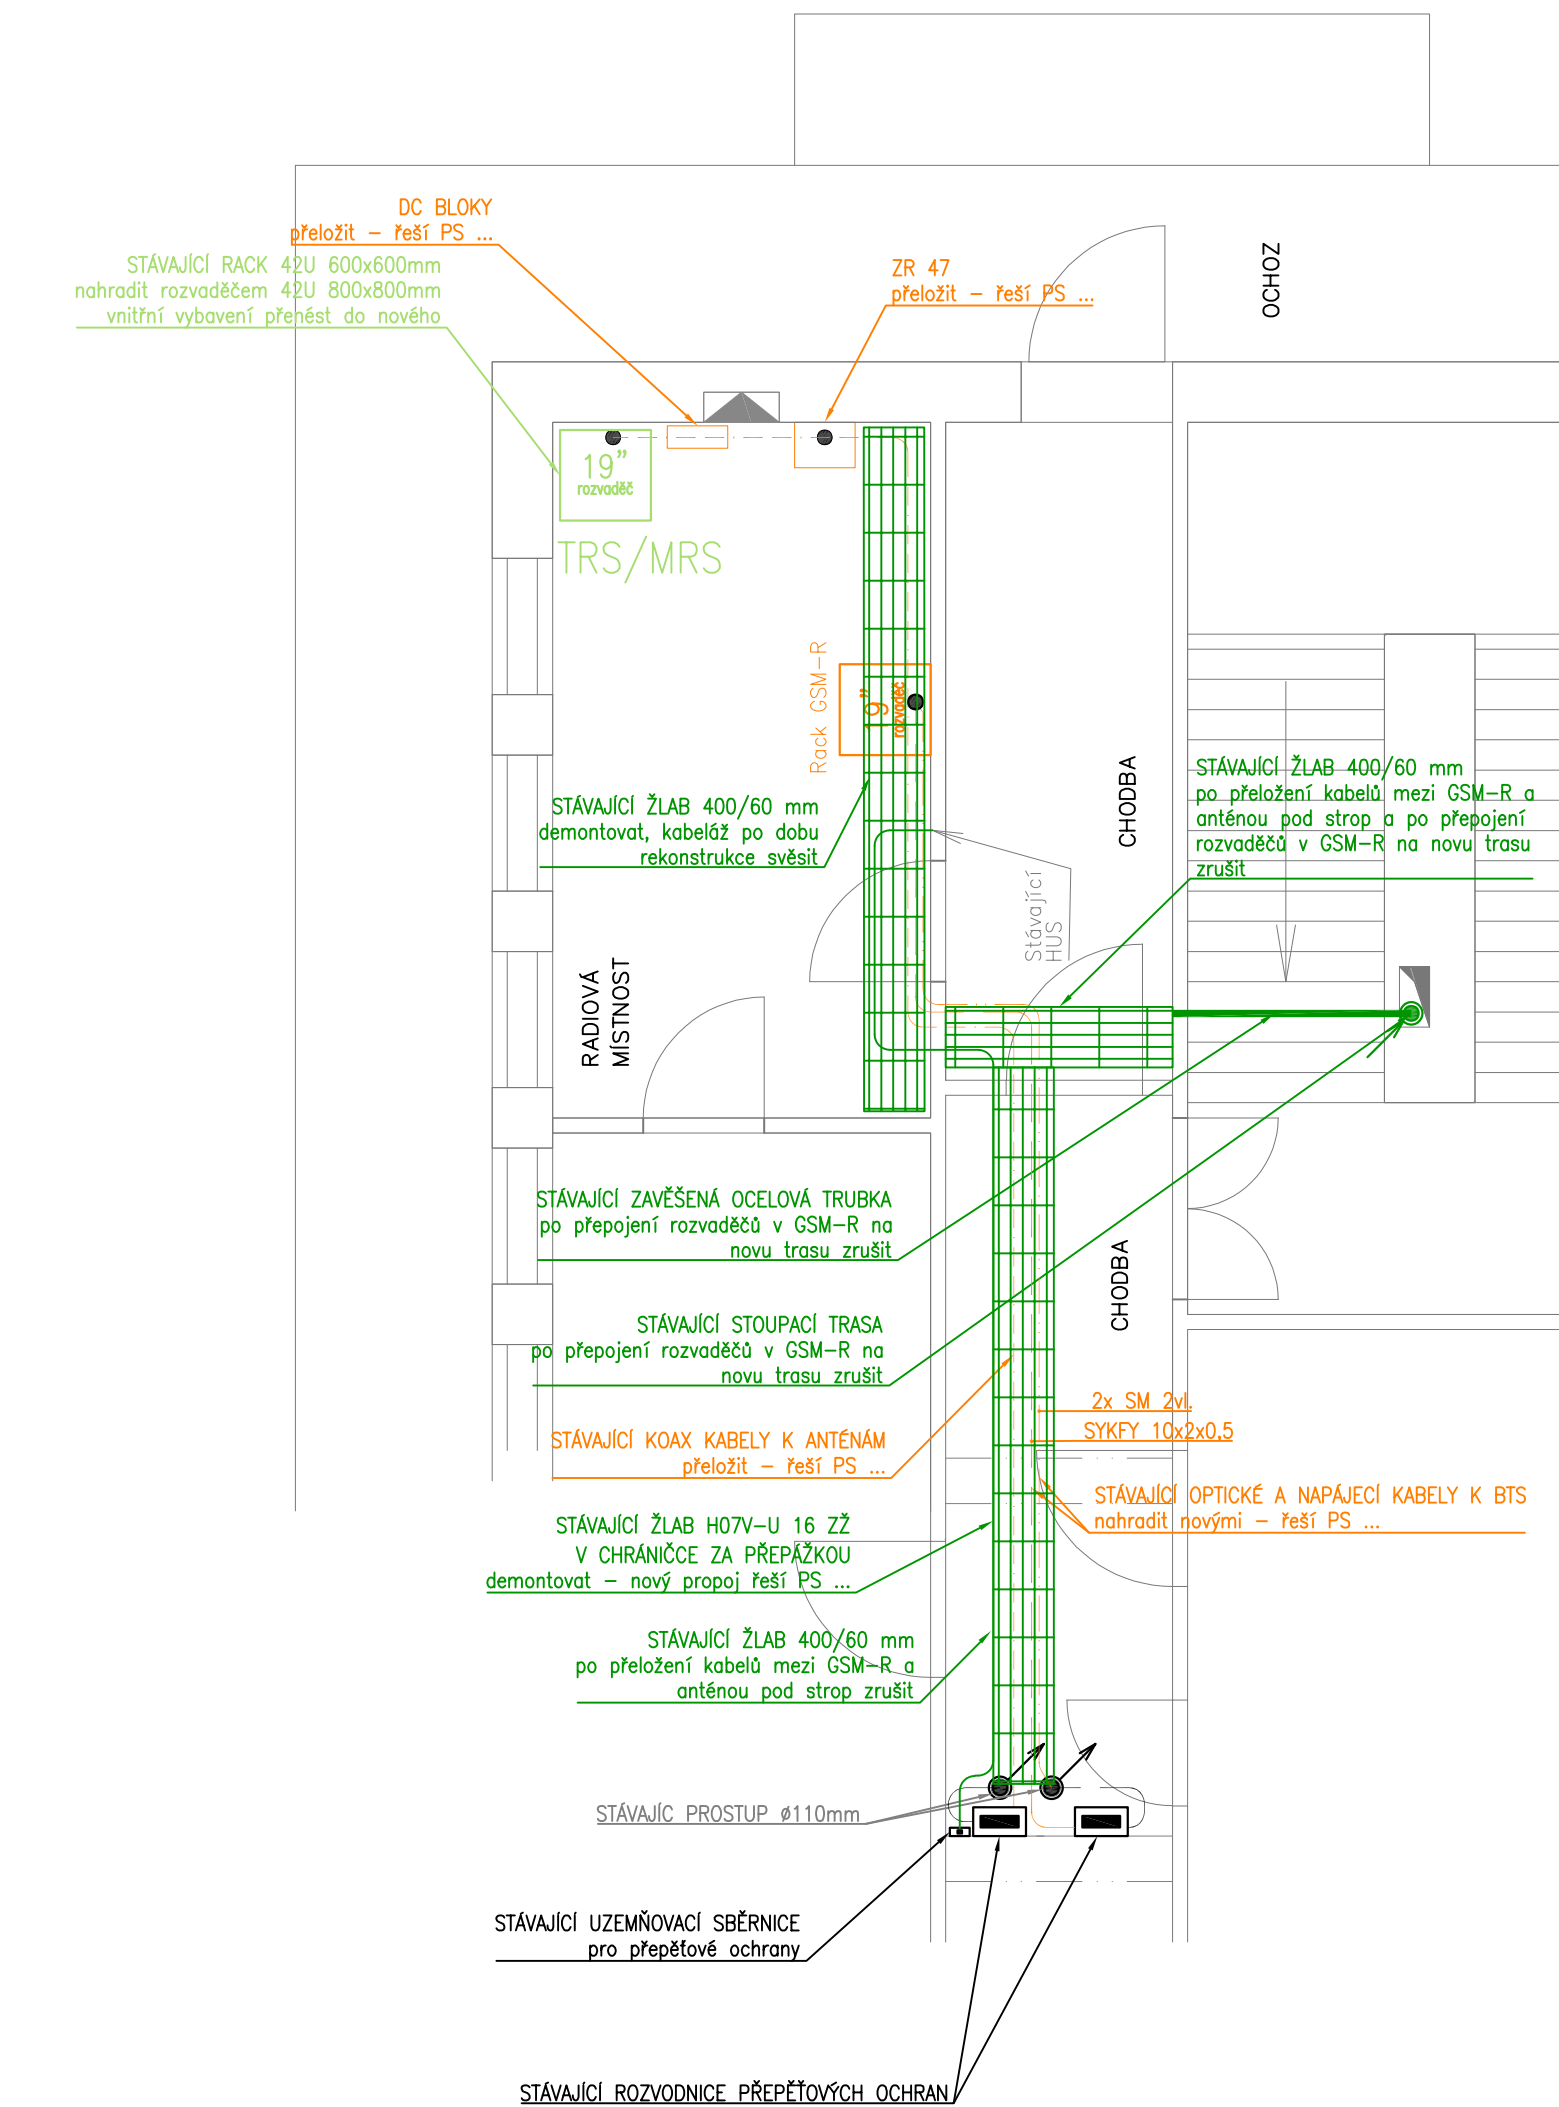 DC BLOKY
přeložit – řeší PS ...
STÁVAJÍCÍ RACK 42U 600x600mm
nahradit rozvaděčem 42U 800x800mm
vnitřní vybavení přenést do nového
ZR 47
přeložit – řeší PS ...
OCHOZ
19"
rozvaděč
TRS/MRS
Rack GSM–R
19"
rozvaděč
STÁVAJÍCÍ ŽLAB 400/60 mm
demontovat, kabeláž po dobu
rekonstrukce svěsit
CHODBA
STÁVAJÍCÍ ŽLAB 400/60 mm
po přeložení kabelů mezi GSM–R a
anténou pod strop a po přepojení
rozvaděčů v GSM–R na novu trasu
zrušit
Stávající
HUS
RADIOVÁ
MÍSTNOST
STÁVAJÍCÍ ZAVĚŠENÁ OCELOVÁ TRUBKA
po přepojení rozvaděčů v GSM–R na
novu trasu zrušit
CHODBA
STÁVAJÍCÍ STOUPACÍ TRASA
po přepojení rozvaděčů v GSM–R na
novu trasu zrušit
2x SM 2vl.
SYKFY 10x2x0,5
STÁVAJÍCÍ KOAX KABELY K ANTÉNÁM
přeložit – řeší PS ...
STÁVAJÍCÍ OPTICKÉ A NAPÁJECÍ KABELY K BTS
nahradit novými – řeší PS ...
STÁVAJÍCÍ ŽLAB H07V–U 16 ZŽ
V CHRÁNIČCE ZA PŘEPÁŽKOU
demontovat – nový propoj řeší PS ...
STÁVAJÍCÍ ŽLAB 400/60 mm
po přeložení kabelů mezi GSM–R a
anténou pod strop zrušit
STÁVAJÍC PROSTUP ø110mm
STÁVAJÍCÍ UZEMŇOVACÍ SBĚRNICE
pro přepěťové ochrany
STÁVAJÍCÍ ROZVODNICE PŘEPĚŤOVÝCH OCHRAN